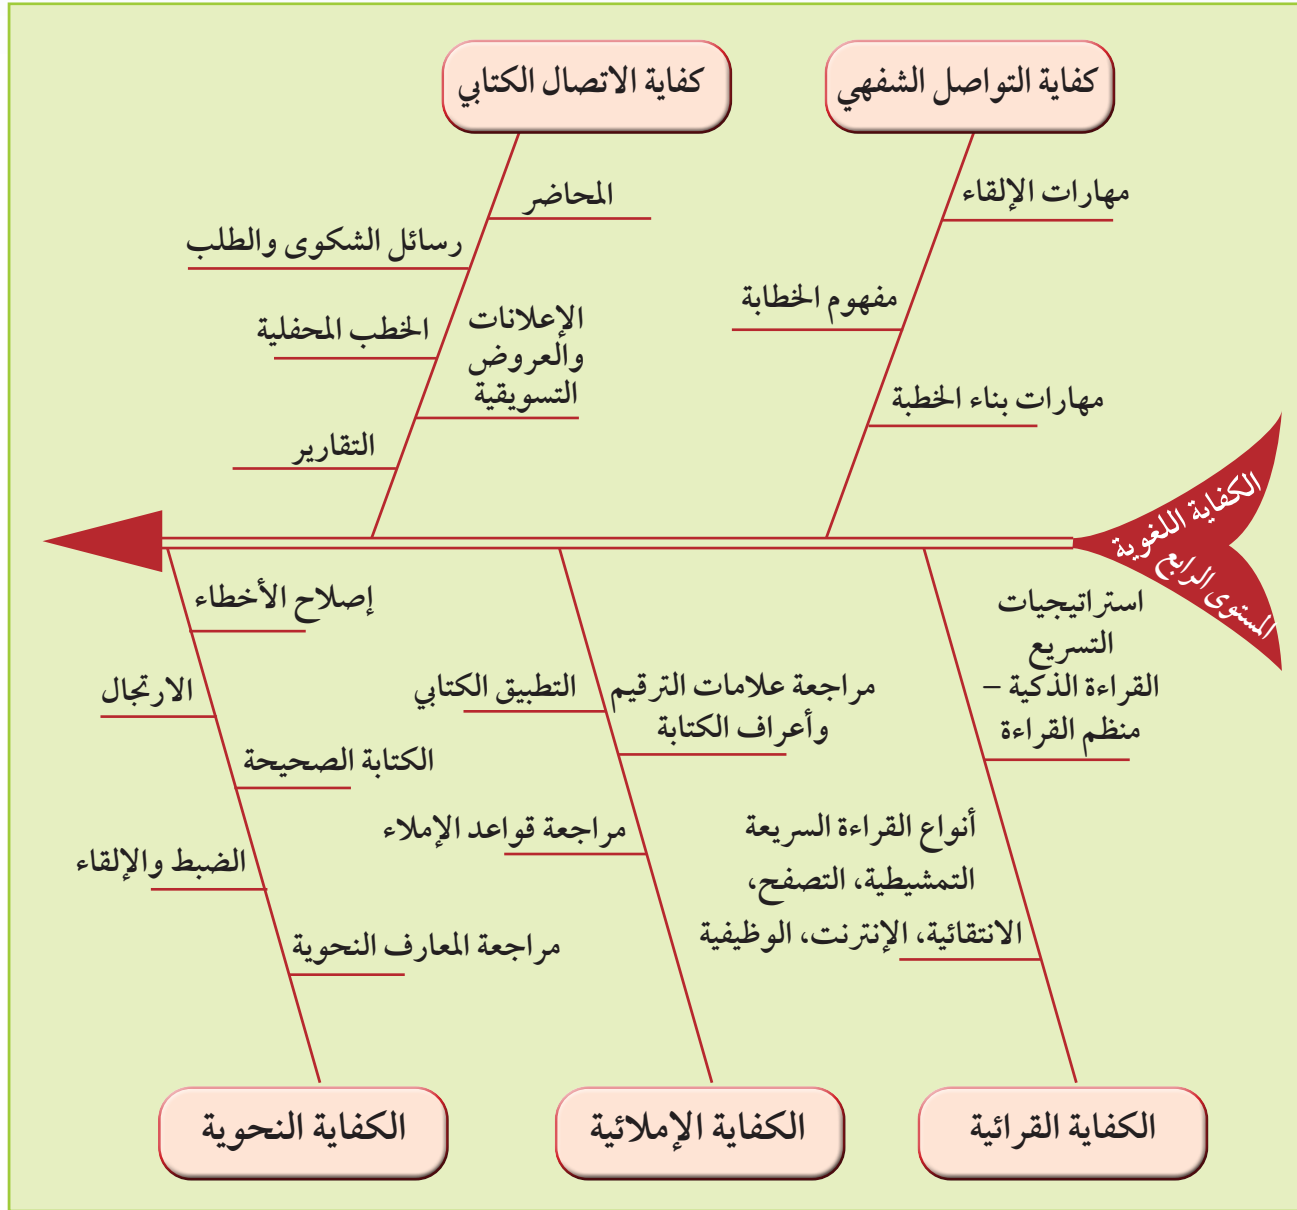 كفاية التواصل الشفهي
مهارات الإلقاء
مفهوم الخطابة
مهارات بناء الخطبة
كفاية الاتصال الكتابي
المحاضر
رسائل الشكوى والطلب
الإعلانات
والعروض
التسويقية
الخطب المحفلية
التقارير
الكفاية اللغوية
المستوى الرابع
استراتيجيات
التسريع
القراءة الذكية –
منظم القراءة
أنواع القراءة السريعة
التمشيطية، التصفح،
الانتقائية، الإنترنت، الوظيفية
الكفاية القرائية
مراجعة علامات الترقيم
وأعراف الكتابة
التطبيق الكتابي
مراجعة قواعد الإملاء
الكفاية الإملائية
إصلاح الأخطاء
الارتجال
الكتابة الصحيحة
الضبط والإلقاء
مراجعة المعارف النحوية
الكفاية النحوية